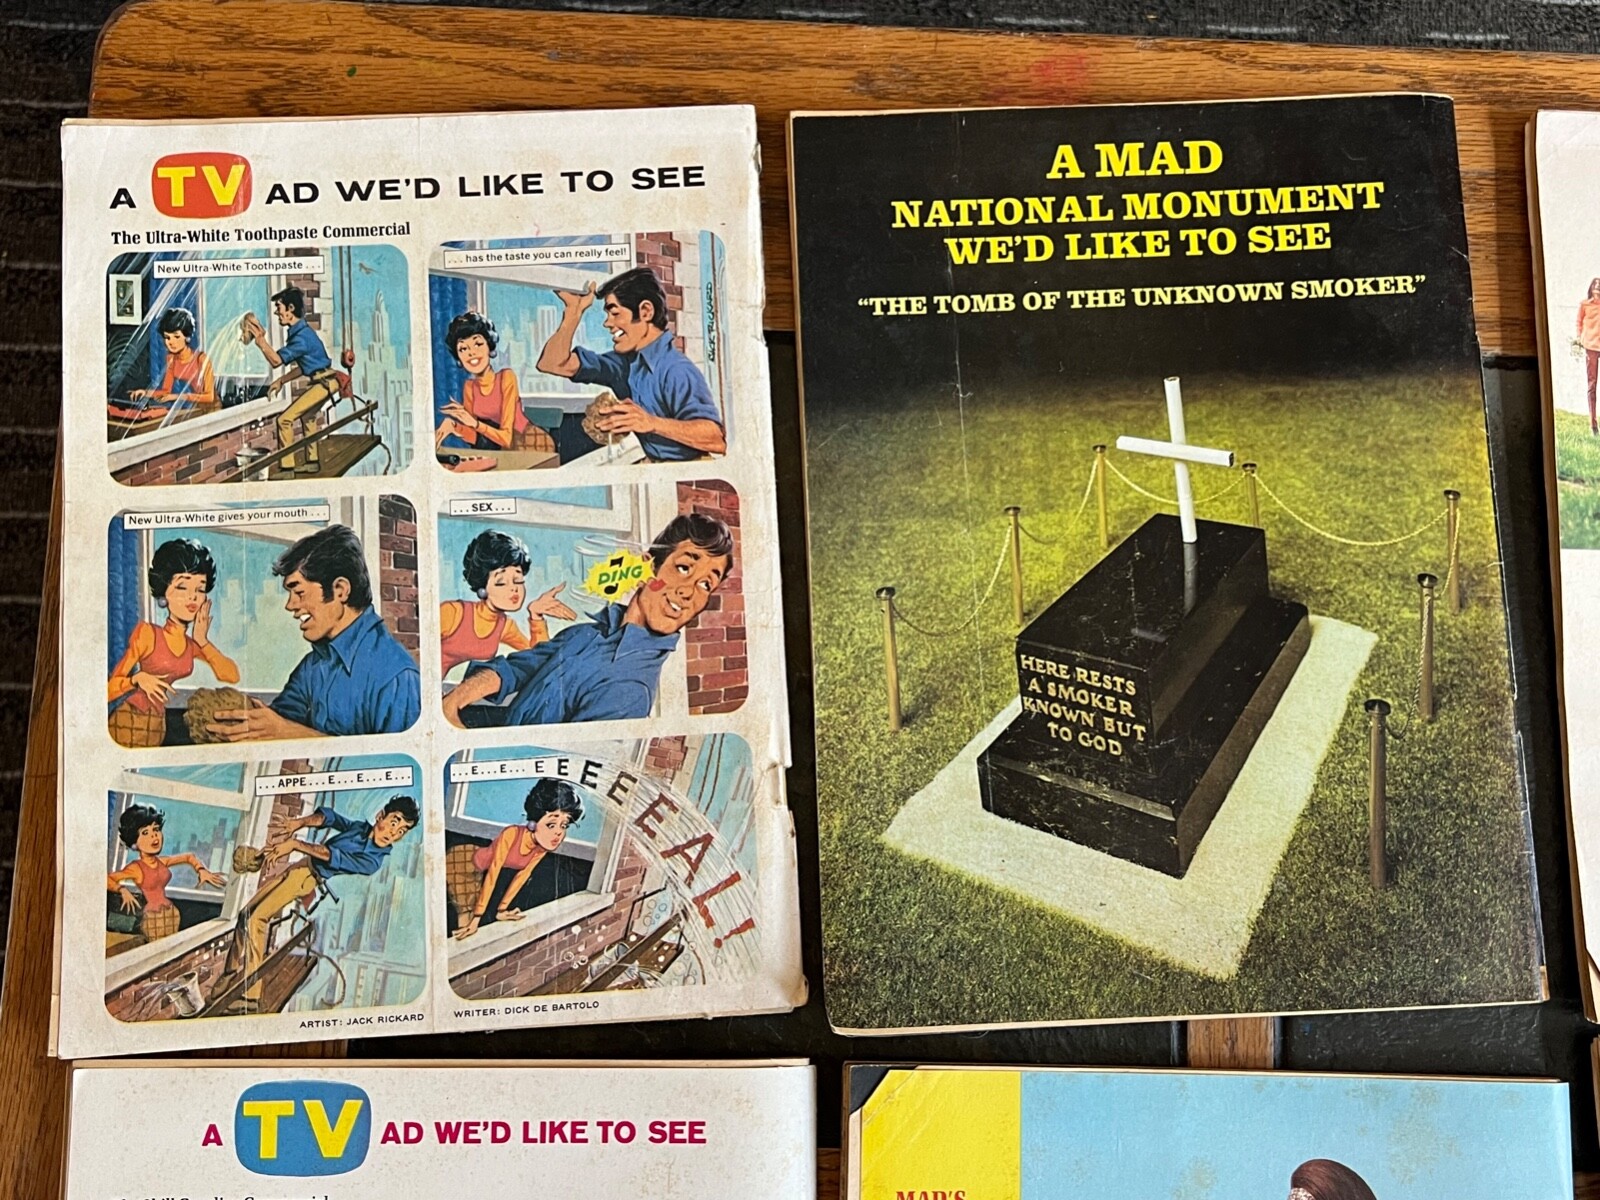 A TV AD WE'D LIKE TO SEE
The Ultra-White Toothpaste Commercial
New Ultra-White Toothpaste...
...has the taste you can really feel!
JACK RICKARD
New Ultra-White gives your mouth...
...SEX...
DING
...APPE...E...E...E...
...E...E... E E E E E A L!
ARTIST: JACK RICKARD
WRITER: DICK DE BARTOLO
A MAD
NATIONAL MONUMENT
WE'D LIKE TO SEE
"THE TOMB OF THE UNKNOWN SMOKER"
HERE RESTS
A SMOKER
KNOWN BUT
TO GOD
A TV AD WE'D LIKE TO SEE
MAD'S